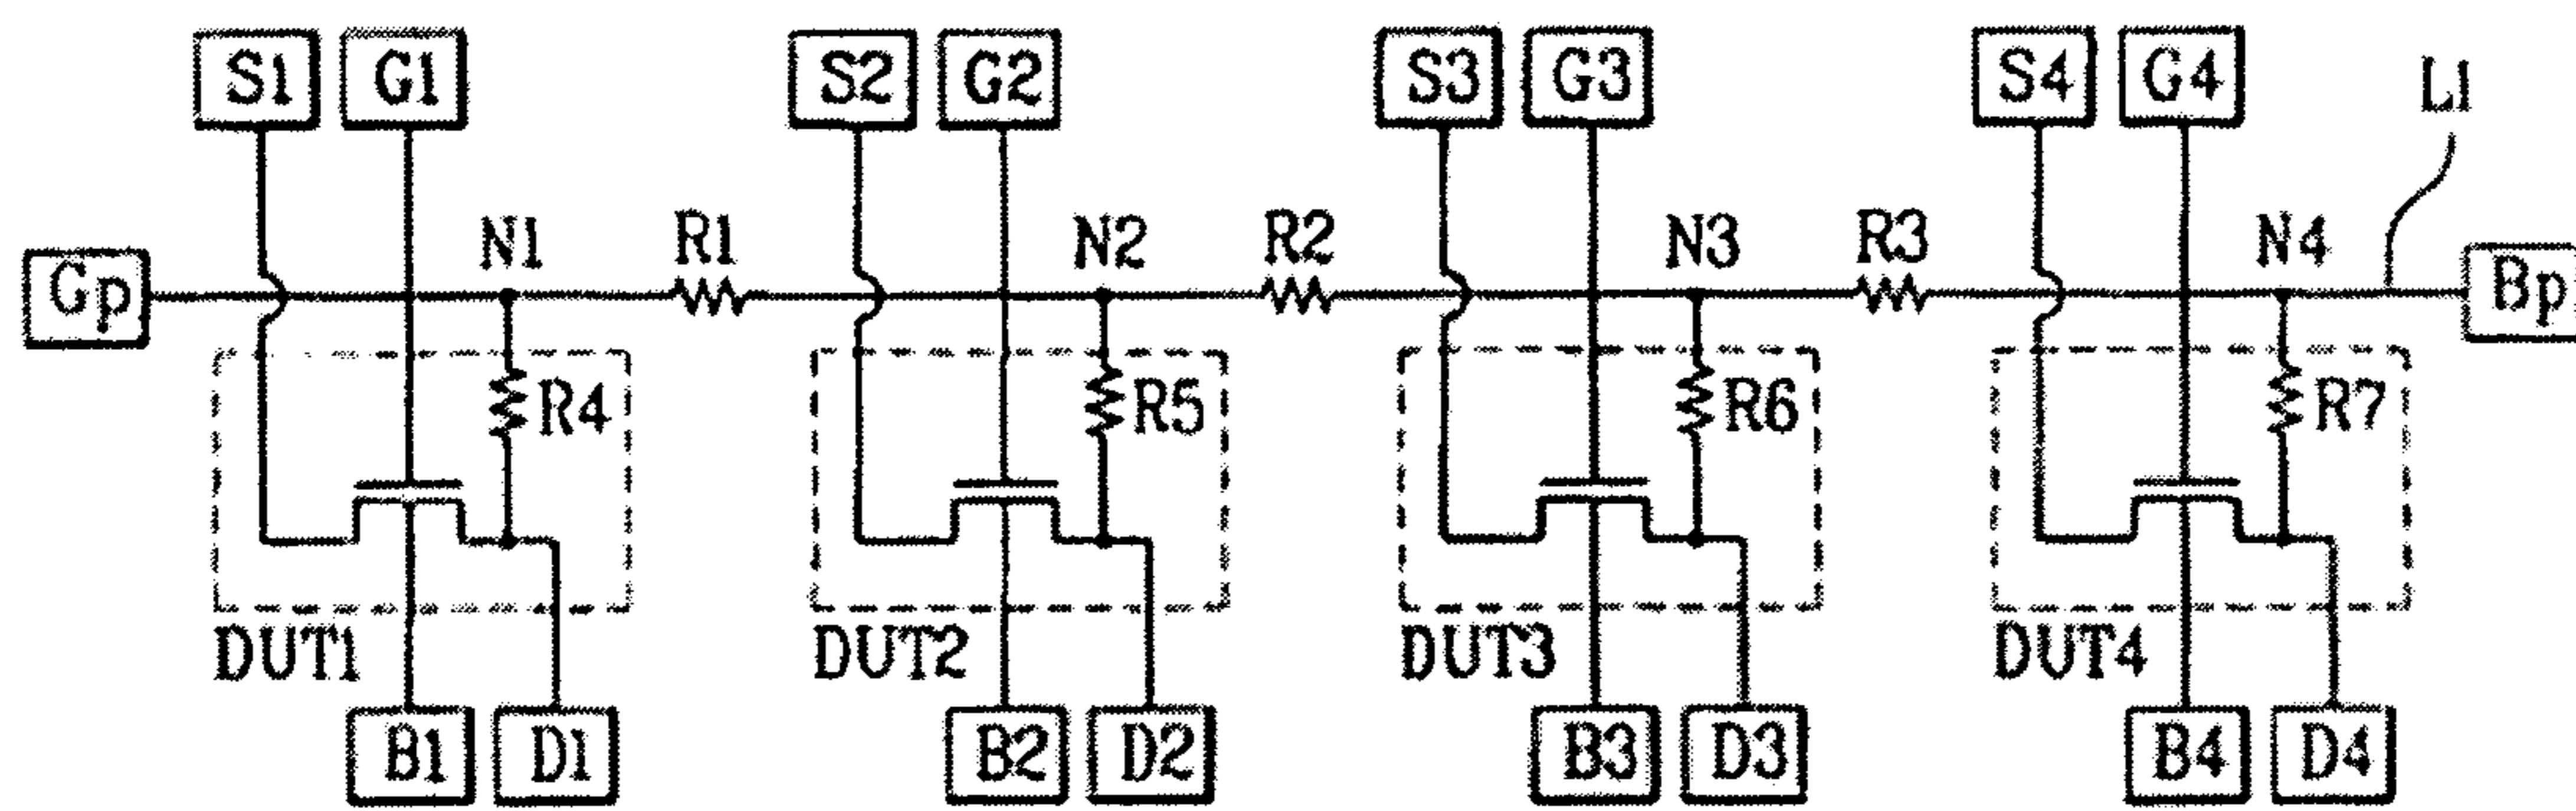 S1 G1 S2 G2 S3 G3 S4 G4 L1
N1 R1 N2 R2 N3 R3 N4
Gp Bp
R4 R5 R6 R7
DUT1 DUT2 DUT3 DUT4
B1 D1 B2 D2 B3 D3 B4 D4